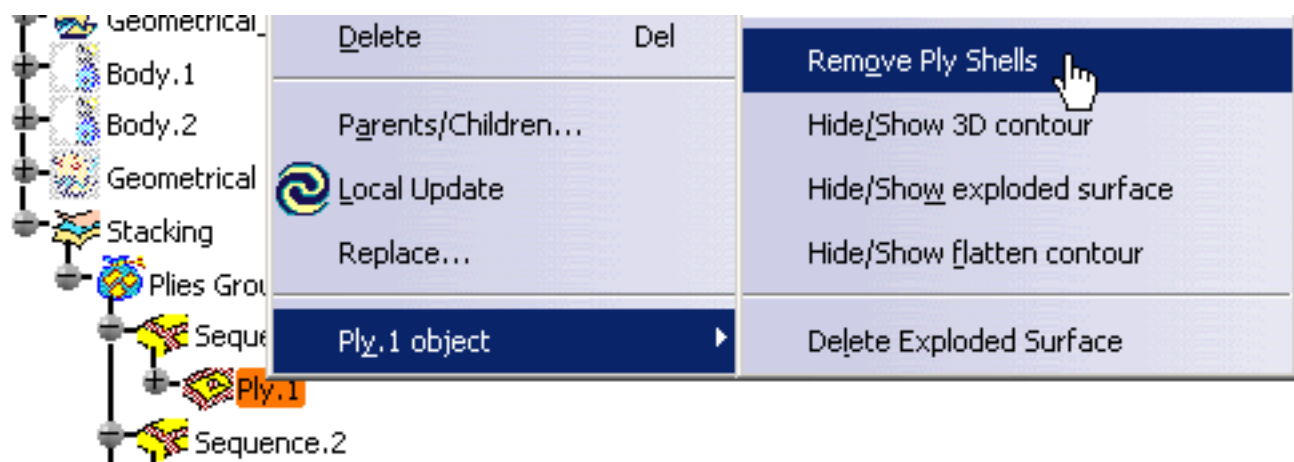 Geometrical_
Body.1
Body.2
Geometrical
Stacking
Plies Grou
Seque
Ply.1
Sequence.2
Delete Del
Parents/Children...
Local Update
Replace...
Ply.1 object
Remove Ply Shells
Hide/Show 3D contour
Hide/Show exploded surface
Hide/Show flatten contour
Delete Exploded Surface